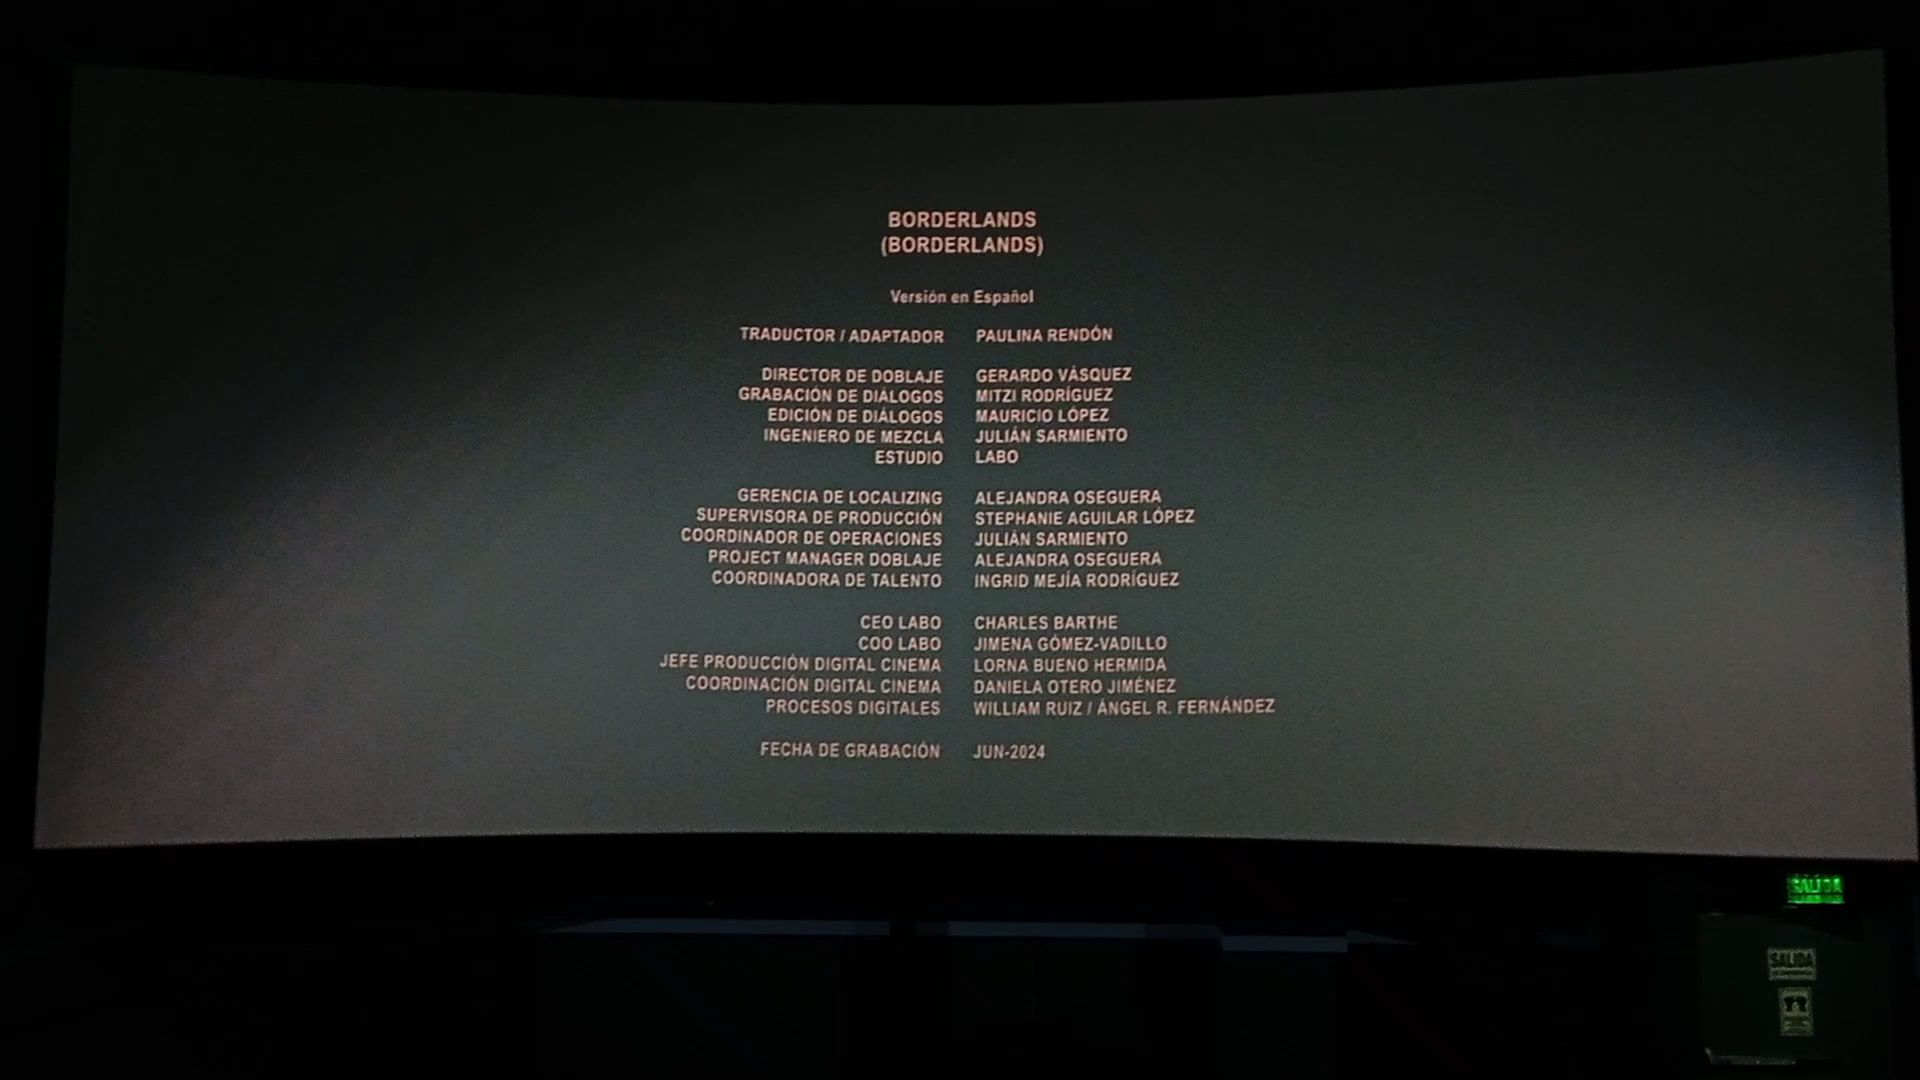 BORDERLANDS
(BORDERLANDS)
Versión en Español
TRADUCTOR / ADAPTADOR PAULINA RENDÓN
DIRECTOR DE DOBLAJE GERARDO VÁSQUEZ
GRABACIÓN DE DIÁLOGOS MITZI RODRÍGUEZ
EDICIÓN DE DIÁLOGOS MAURICIO LÓPEZ
INGENIERO DE MEZCLA JULIÁN SARMIENTO
ESTUDIO LABO
GERENCIA DE LOCALIZING ALEJANDRA OSEGUERA
SUPERVISORA DE PRODUCCIÓN STEPHANIE AGUILAR LÓPEZ
COORDINADOR DE OPERACIONES JULIÁN SARMIENTO
PROJECT MANAGER DOBLAJE ALEJANDRA OSEGUERA
COORDINADORA DE TALENTO INGRID MEJÍA RODRÍGUEZ
CEO LABO CHARLES BARTHE
COO LABO JIMENA GÓMEZ-VADILLO
JEFE PRODUCCIÓN DIGITAL CINEMA LORNA BUENO HERMIDA
COORDINACIÓN DIGITAL CINEMA DANIELA OTERO JIMÉNEZ
PROCESOS DIGITALES WILLIAM RUIZ / ÁNGEL R. FERNÁNDEZ
FECHA DE GRABACIÓN JUN-2024
SALIDA
SALIDA